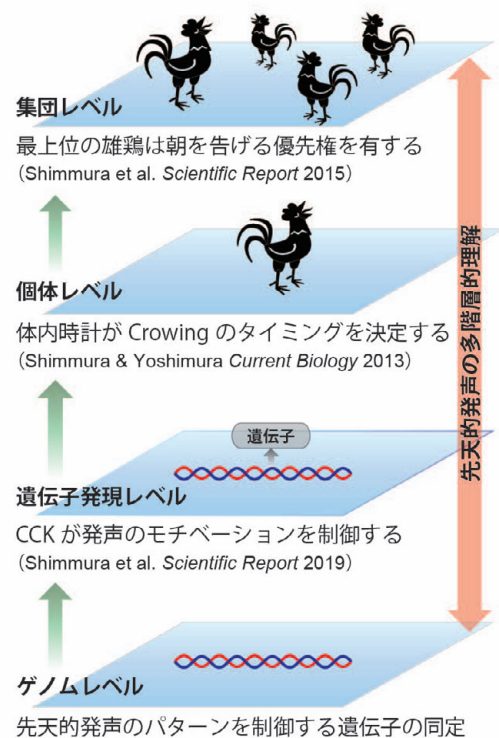 集団レベル
最上位の雄鶏は朝を告げる優先権を有する
（Shimmura et al. Scientific Report 2015）
個体レベル
体内時計が Crowing のタイミングを決定する
（Shimmura & Yoshimura Current Biology 2013）
遺伝子
遺伝子発現レベル
CCK が発声のモチベーションを制御する
（Shimmura et al. Scientific Report 2019）
ゲノムレベル
先天的発声のパターンを制御する遺伝子の同定
先天的発声の多階層的理解